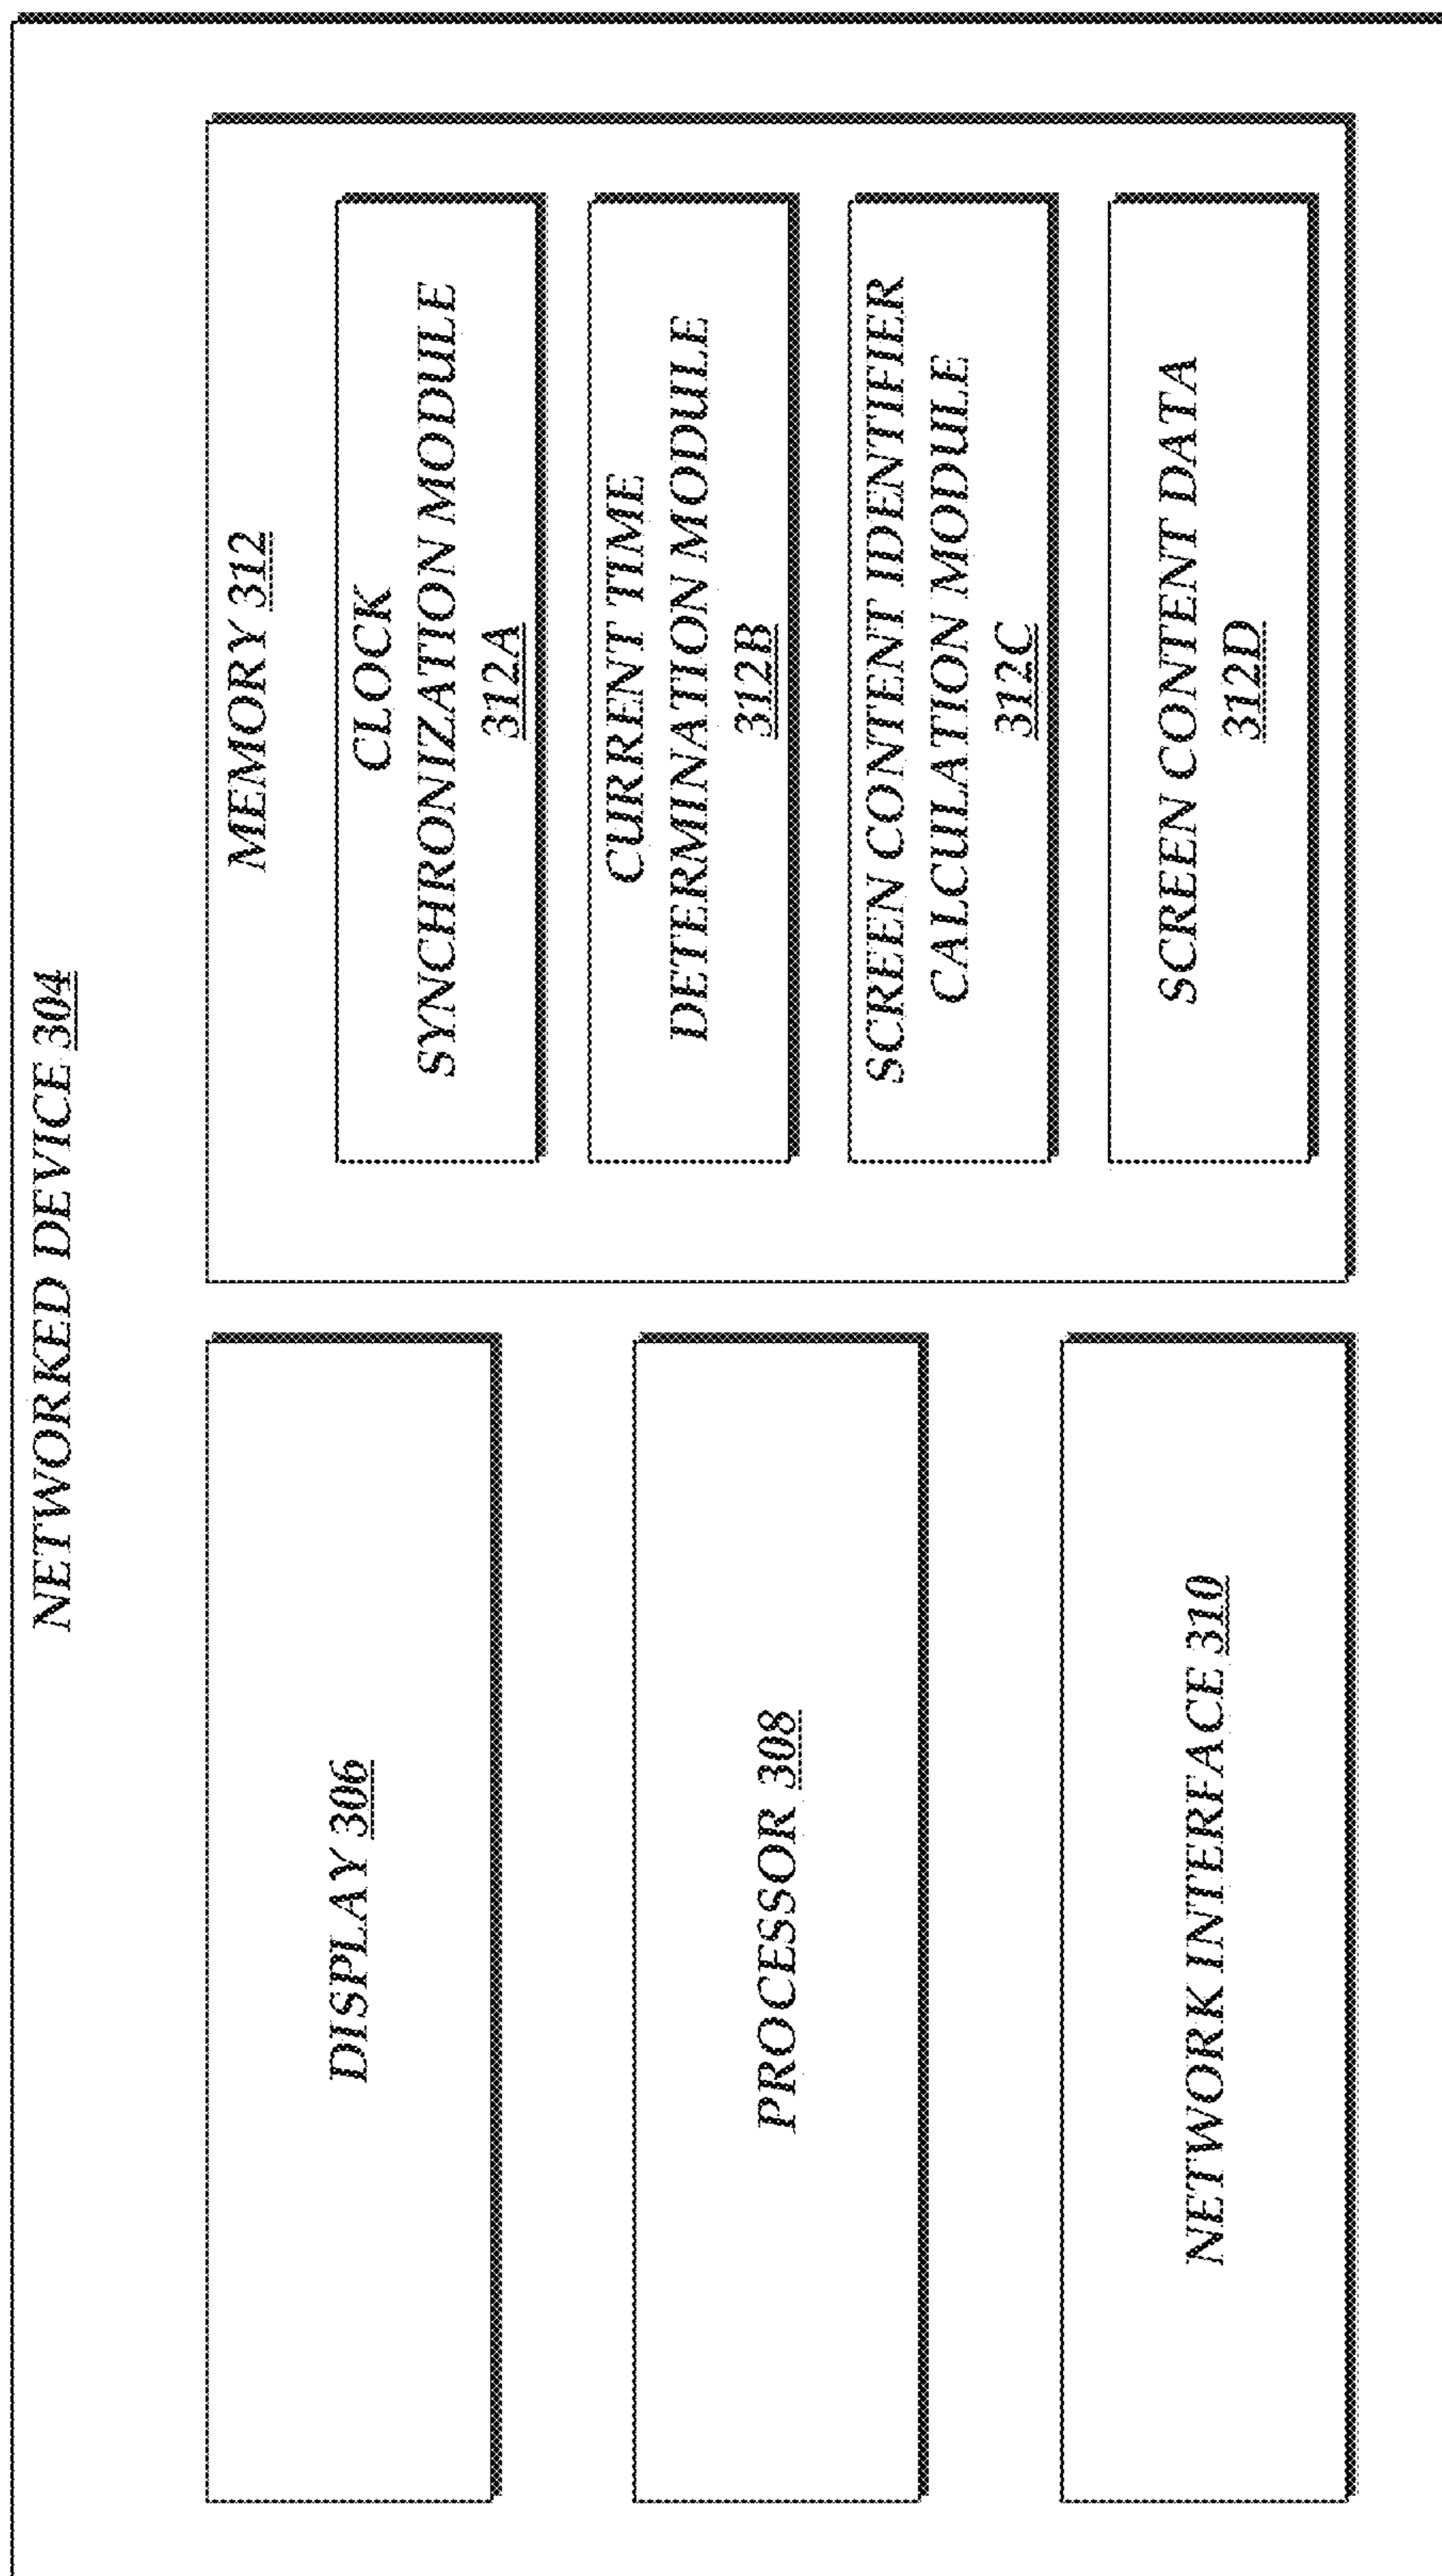 NETWORKED DEVICE 304
DISPLAY 306
PROCESSOR 308
NETWORK INTERFACE 310
MEMORY 312
CLOCK
SYNCHRONIZATION MODULE
312A
CURRENT TIME
DETERMINATION MODULE
312B
SCREEN CONTENT IDENTIFIER
CALCULATION MODULE
312C
SCREEN CONTENT DATA
312D